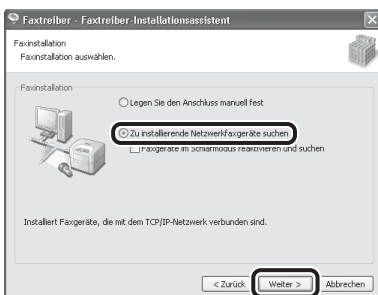 Faxtreiber - Faxtreiber-Installationsassistent
Faxinstallation
Faxinstallation auswählen.
Faxinstallation
Legen Sie den Anschluss manuell fest
Zu installierende Netzwerkfaxgeräte suchen
Faxgeräte im Schlafmodus reaktivieren und suchen
Installiert Faxgeräte, die mit dem TCP/IP-Netzwerk verbunden sind.
< Zurück Weiter > Abbrechen